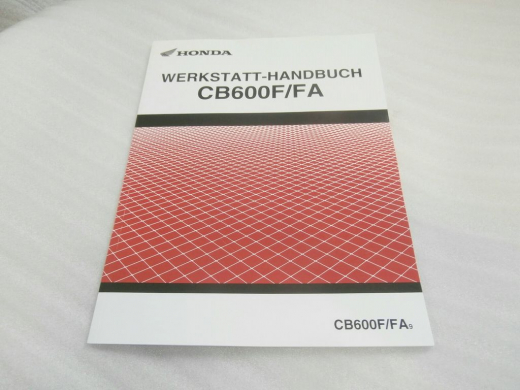 HONDA
WERKSTATT-HANDBUCH
CB600F/FA
CB600F/FA9